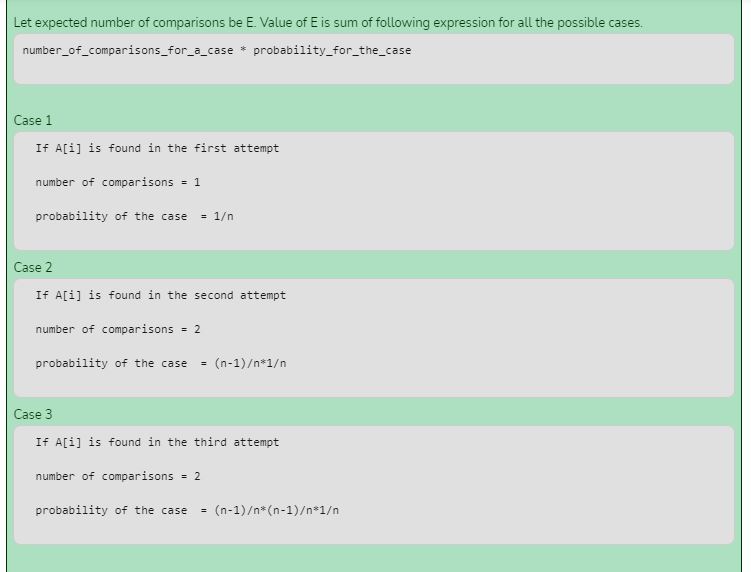 Let expected number of comparisons be E. Value of E is sum of following expression for all the possible cases.
number_of_comparisons_for_a_case * probability_for_the_case
Case 1
If A[i] is found in the first attempt
number of comparisons = 1
probability of the case = 1/n
Case 2
If A[i] is found in the second attempt
number of comparisons = 2
probability of the case = (n-1)/n*1/n
Case 3
If A[i] is found in the third attempt
number of comparisons = 2
probability of the case = (n-1)/n*(n-1)/n*1/n